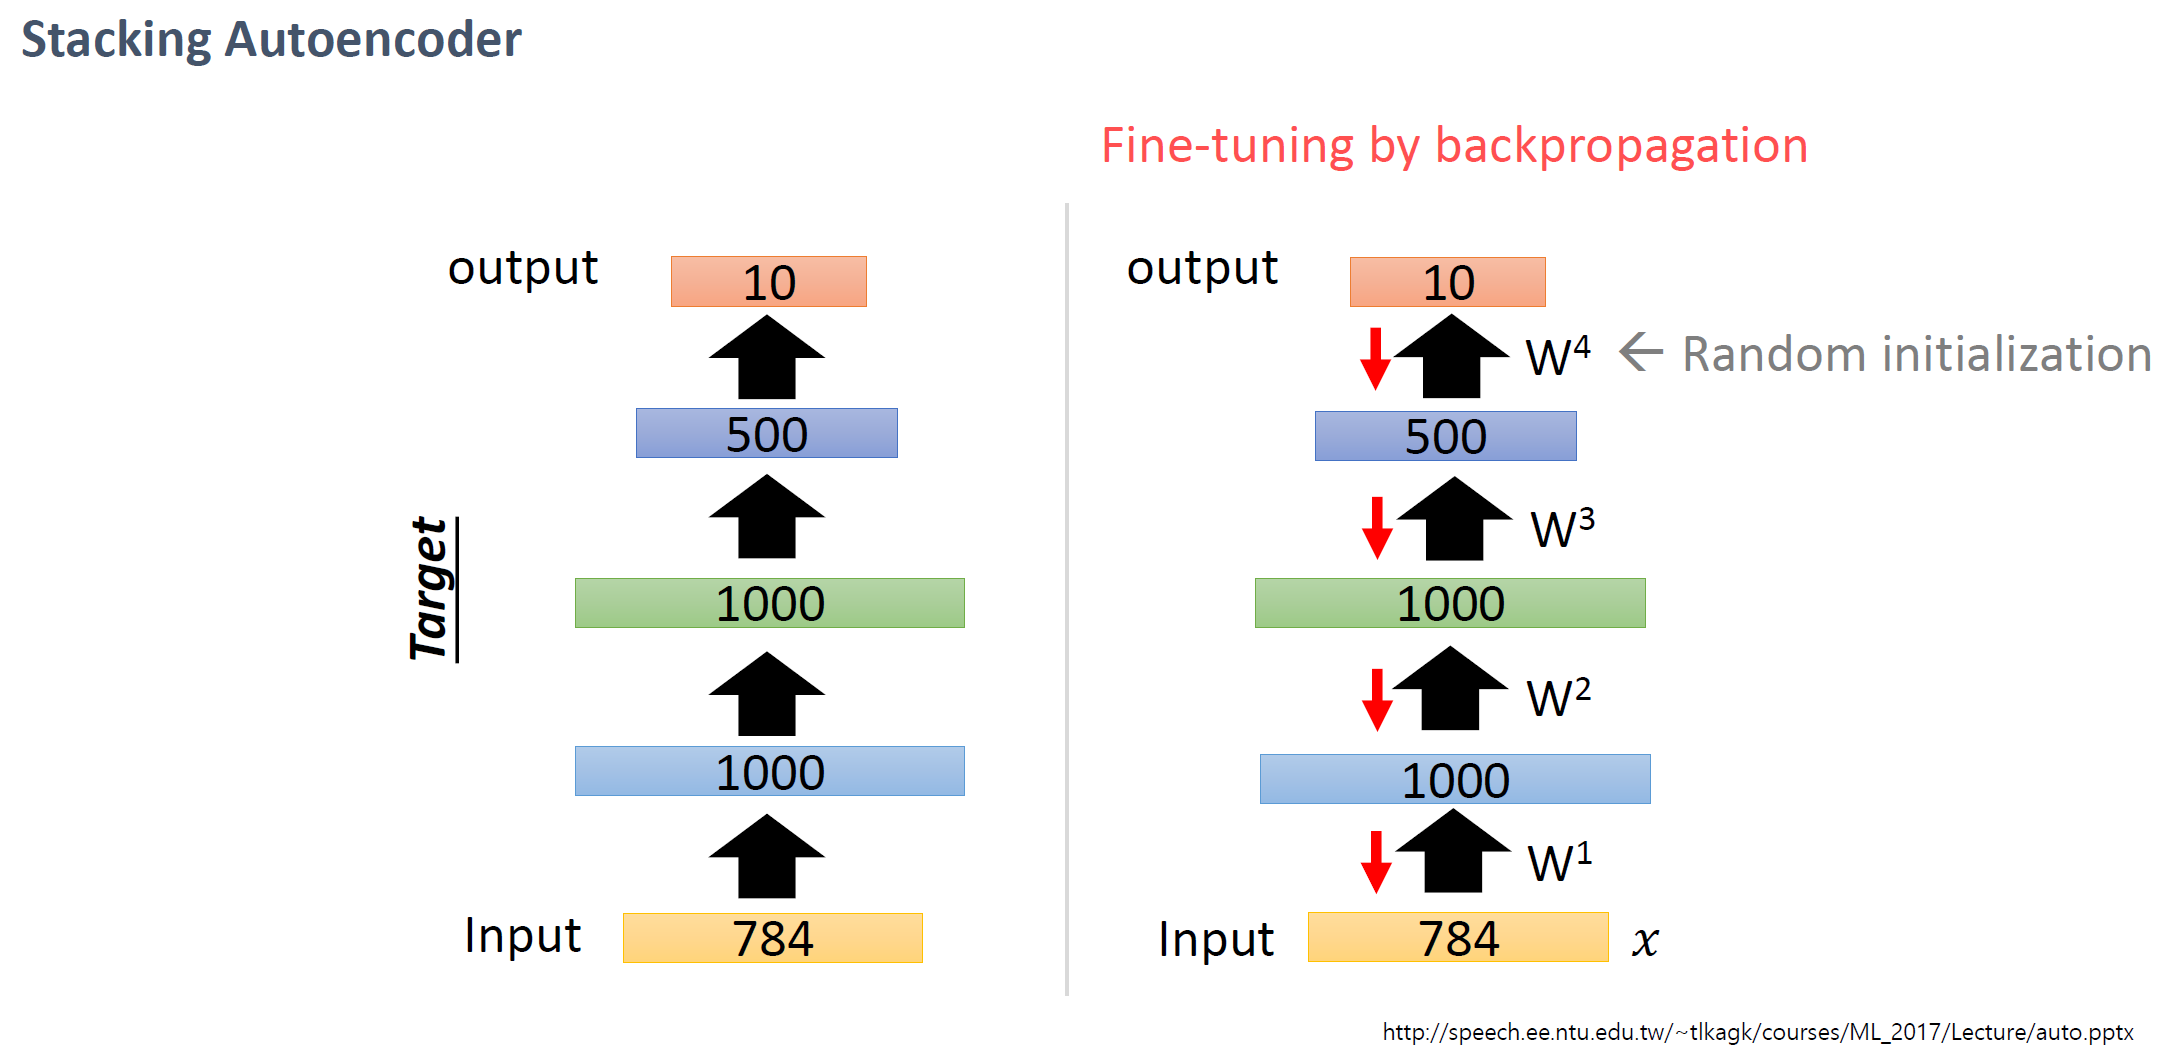 Stacking Autoencoder
Fine-tuning by backpropagation
output
10
500
Target
1000
1000
Input
784
output
10
W⁴ ← Random initialization
500
W³
1000
W²
1000
W¹
Input
784
x
http://speech.ee.ntu.edu.tw/~tlkagk/courses/ML_2017/Lecture/auto.pptx